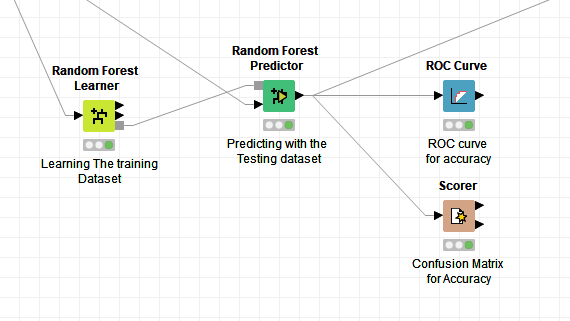 Random Forest
Learner
Learning The training
Dataset
Random Forest
Predictor
Predicting with the
Testing dataset
ROC Curve
ROC curve
for accuracy
Scorer
Confusion Matrix
for Accuracy